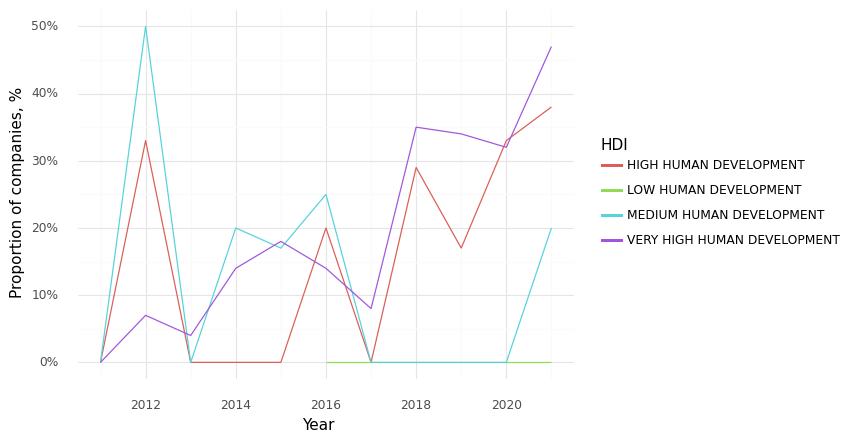 50%
40%
30%
20%
10%
0%
Proportion of companies, %
2012
2014
2016
2018
2020
Year
HDI
HIGH HUMAN DEVELOPMENT
LOW HUMAN DEVELOPMENT
MEDIUM HUMAN DEVELOPMENT
VERY HIGH HUMAN DEVELOPMENT